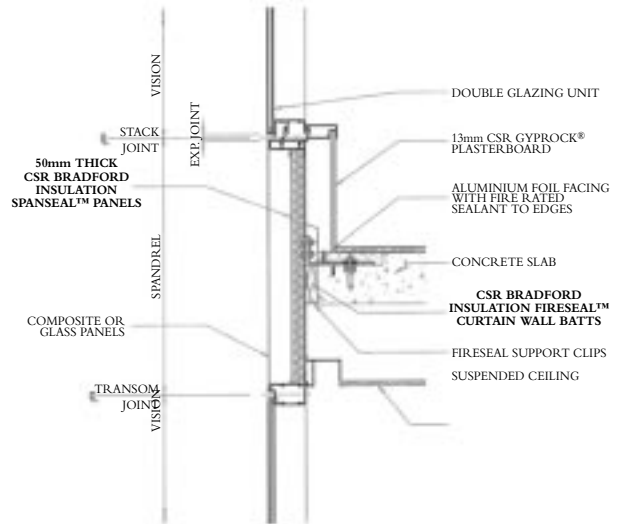 VISION
STACK
JOINT
EXP. JOINT
50mm THICK
CSR BRADFORD
INSULATION
SPANSEAL™ PANELS
SPANDREL
COMPOSITE OR
GLASS PANELS
TRANSOM
JOINT
VISION
DOUBLE GLAZING UNIT
13mm CSR GYPROCK®
PLASTERBOARD
ALUMINIUM FOIL FACING
WITH FIRE RATED
SEALANT TO EDGES
CONCRETE SLAB
CSR BRADFORD
INSULATION FIRESEAL™
CURTAIN WALL BATTS
FIRESEAL SUPPORT CLIPS
SUSPENDED CEILING